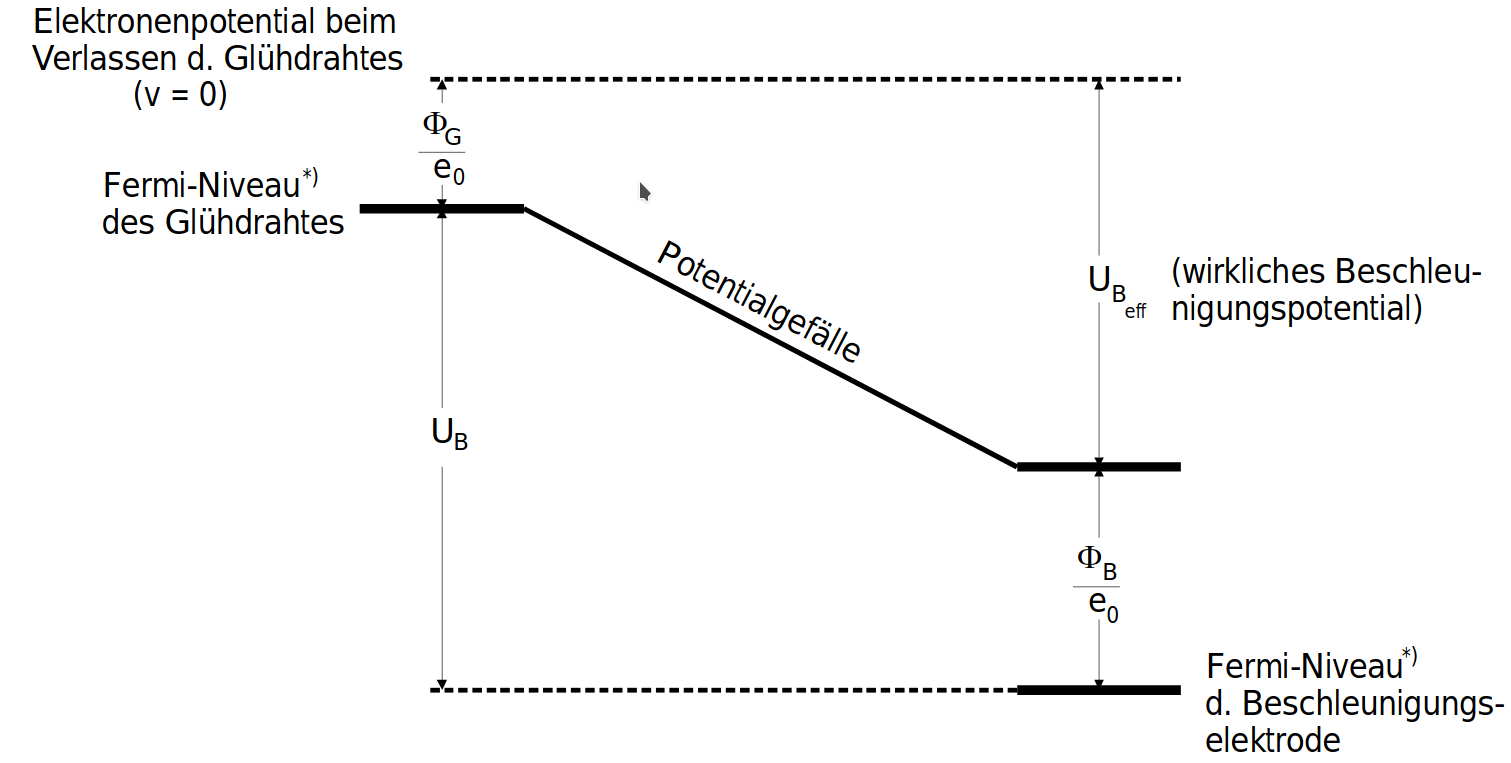 Elektronenpotential beim
Verlassen d. Glühdrahtes
(v = 0)
Φ_G
e_0
Fermi-Niveau*)
des Glühdrahtes
Potentialgefälle
U_B_eff
(wirkliches Beschleu-
nigungspotential)
U_B
Φ_B
e_0
Fermi-Niveau*)
d. Beschleunigungs-
elektrode